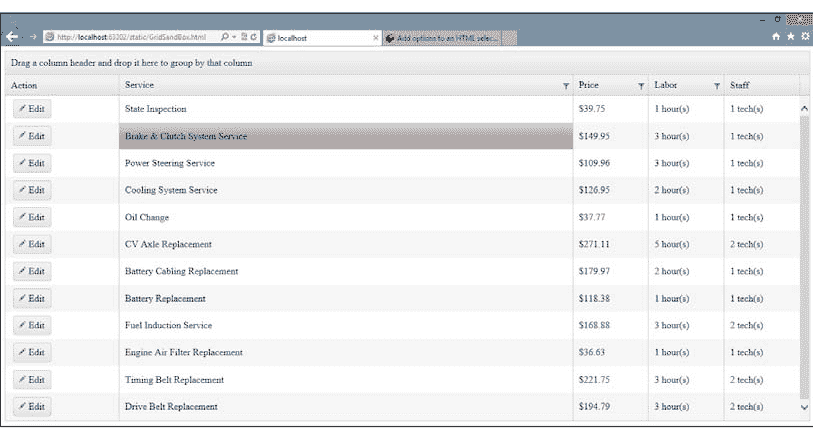 http://localhost:63302/static/GridSandBox.html
localhost
Add options to an HTML selec...
Drag a column header and drop it here to group by that column
Action Service Price Labor Staff
Edit State Inspection $39.75 1 hour(s) 1 tech(s)
Edit Brake & Clutch System Service $149.95 3 hour(s) 1 tech(s)
Edit Power Steering Service $109.96 3 hour(s) 1 tech(s)
Edit Cooling System Service $126.95 2 hour(s) 1 tech(s)
Edit Oil Change $37.77 1 hour(s) 1 tech(s)
Edit CV Axle Replacement $271.11 5 hour(s) 2 tech(s)
Edit Battery Cabling Replacement $179.97 2 hour(s) 1 tech(s)
Edit Battery Replacement $118.38 1 hour(s) 1 tech(s)
Edit Fuel Induction Service $168.88 3 hour(s) 2 tech(s)
Edit Engine Air Filter Replacement $36.63 1 hour(s) 1 tech(s)
Edit Timing Belt Replacement $221.75 3 hour(s) 2 tech(s)
Edit Drive Belt Replacement $194.79 3 hour(s) 2 tech(s)